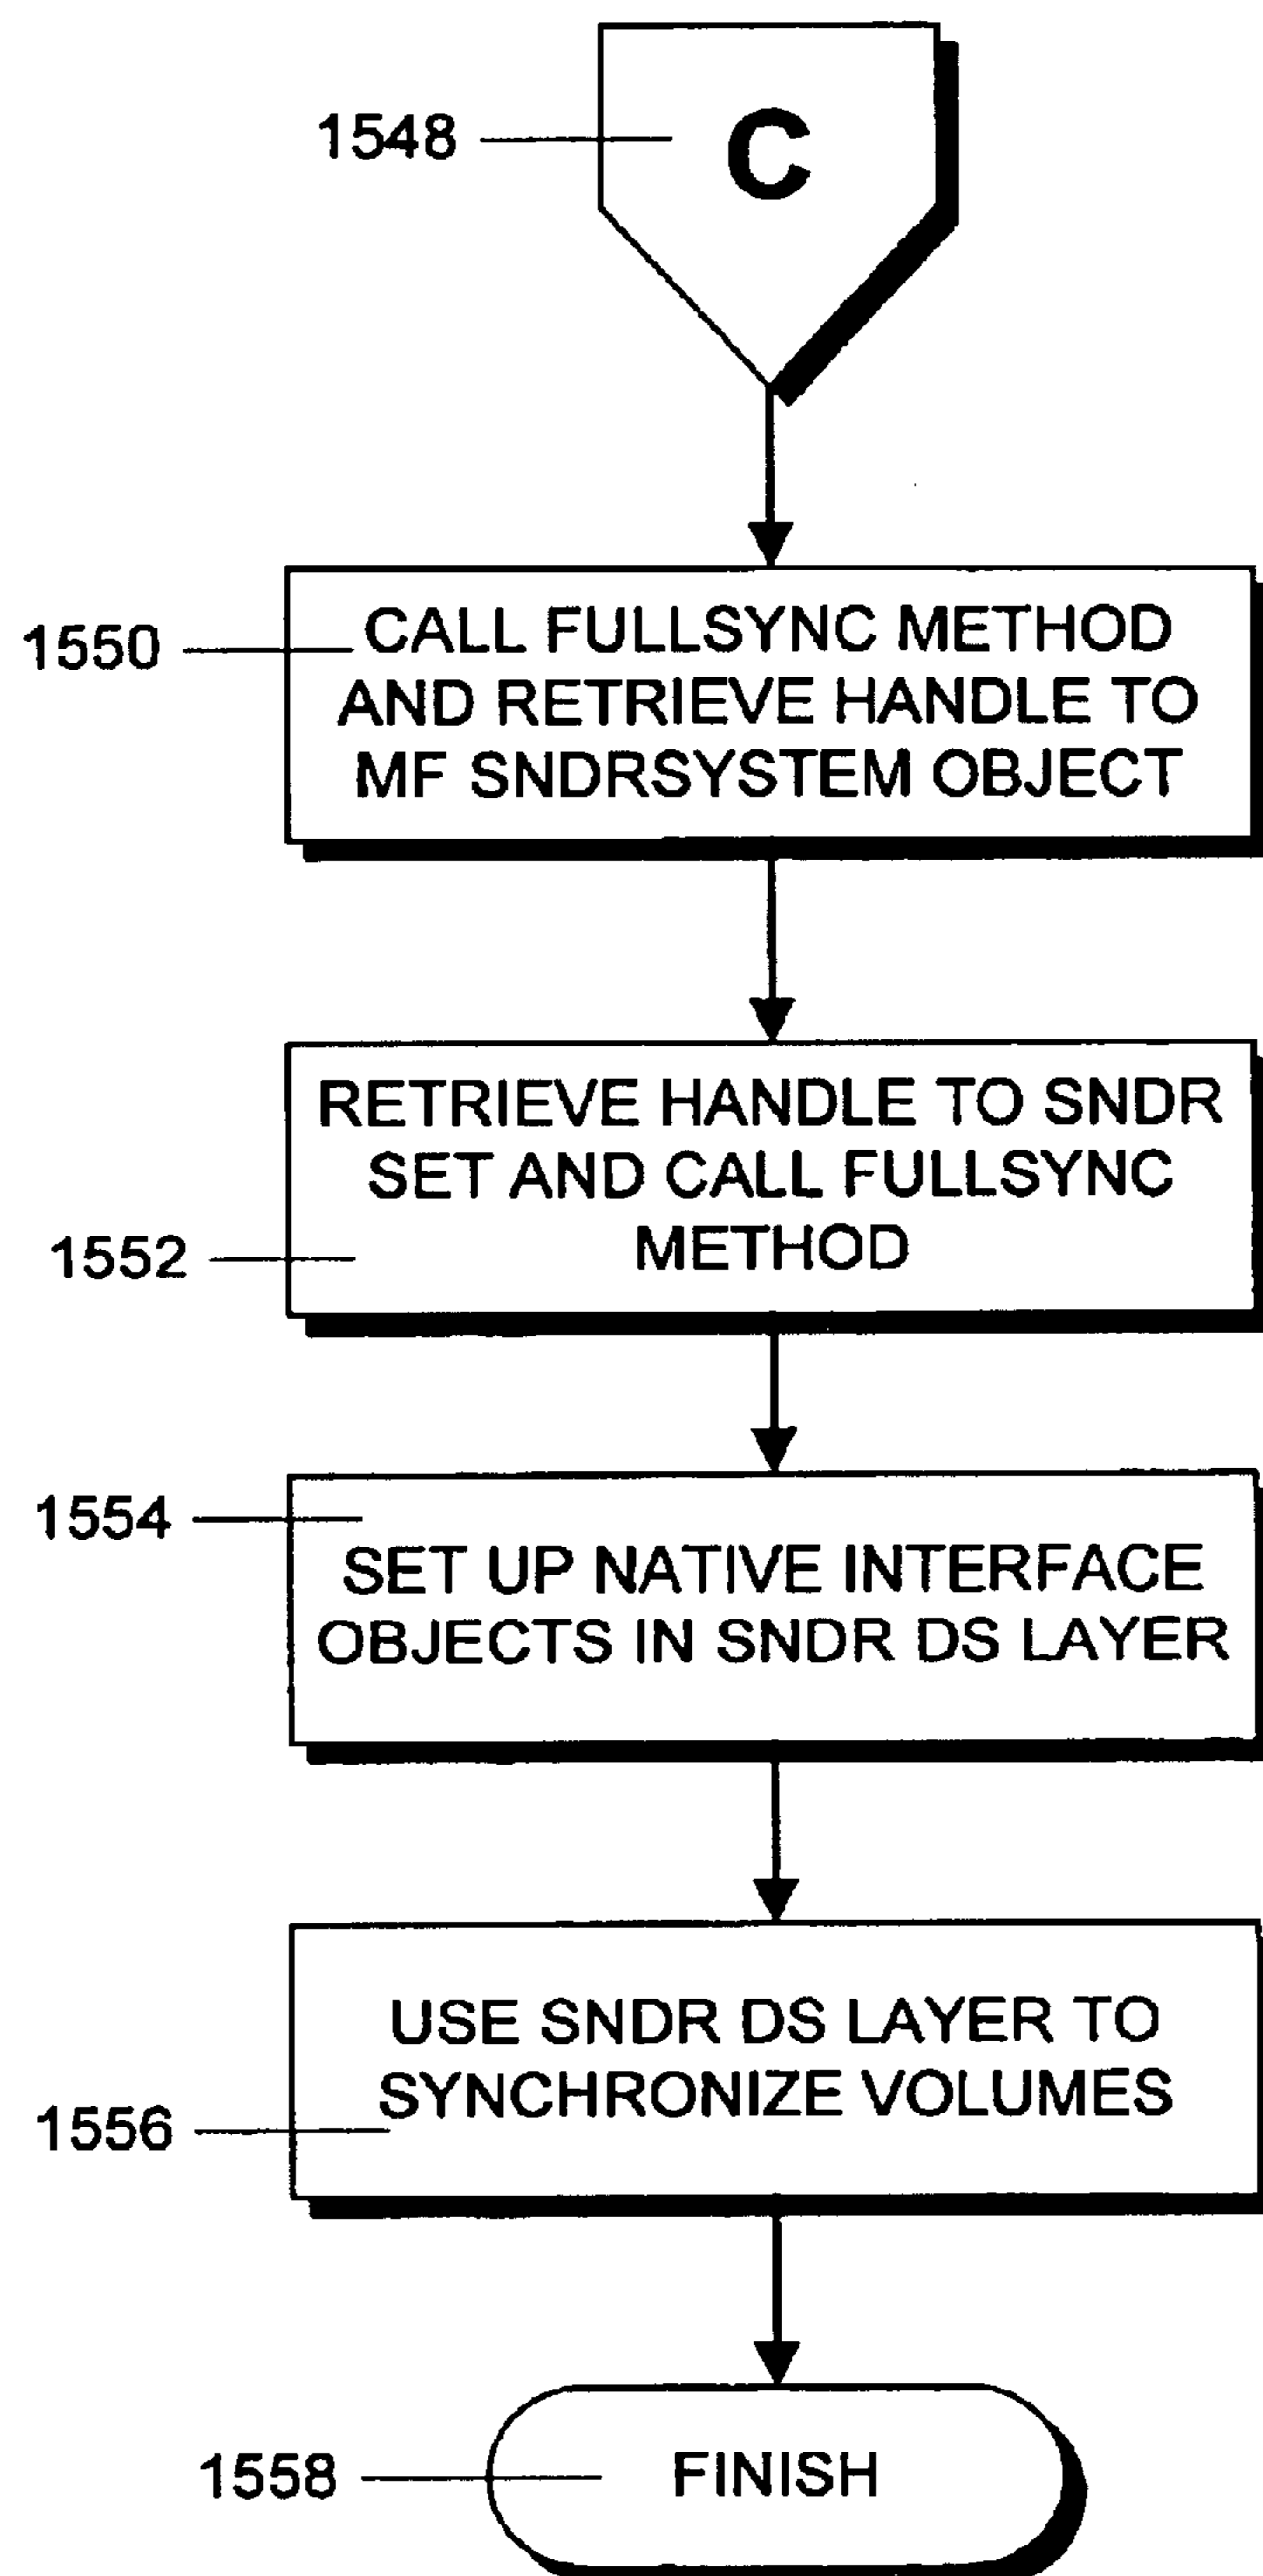 1548
C
1550
CALL FULLSYNC METHOD
AND RETRIEVE HANDLE TO
MF SNDRSYSTEM OBJECT
RETRIEVE HANDLE TO SNDR
SET AND CALL FULLSYNC
METHOD
1552
1554
SET UP NATIVE INTERFACE
OBJECTS IN SNDR DS LAYER
USE SNDR DS LAYER TO
SYNCHRONIZE VOLUMES
1556
1558
FINISH